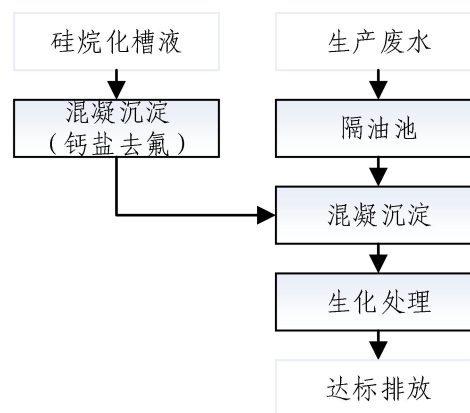 硅烷化槽液
生产废水
混凝沉淀
（钙盐去氟）
隔油池
混凝沉淀
生化处理
达标排放